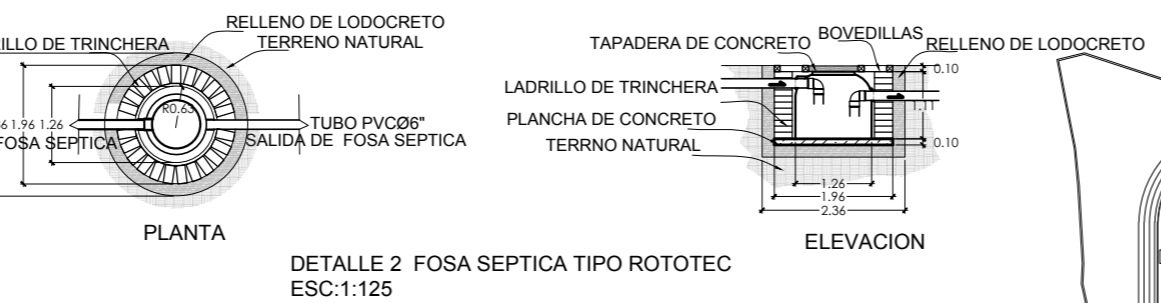 RELLENO DE LODOCRETO
TERRENO NATURAL
ILLO DE TRINCHERA
R0.63
1.96 1.26
TUBO PVCØ6"
FOSA SEPTICA
SALIDA DE FOSA SEPTICA
PLANTA
TAPADERA DE CONCRETO
BOVEDILLAS
RELLENO DE LODOCRETO
LADRILLO DE TRINCHERA
PLANCHA DE CONCRETO
TERRNO NATURAL
0.10
1.11
0.10
1.26
1.96
2.36
ELEVACION
DETALLE 2 FOSA SEPTICA TIPO ROTOTEC
ESC:1:125